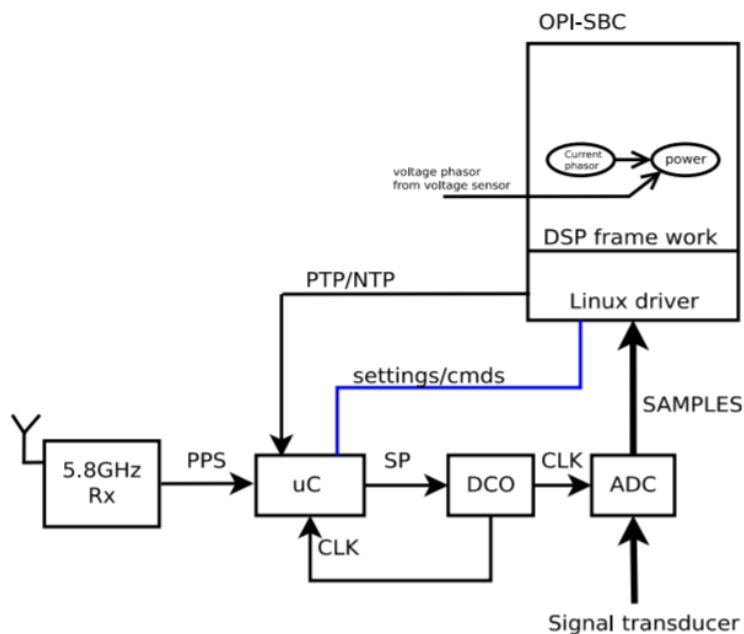 OPI-SBC
Current
phasor
power
voltage phasor
from voltage sensor
DSP frame work
PTP/NTP
Linux driver
settings/cmds
SAMPLES
5.8GHz
Rx
PPS
uC
SP
DCO
CLK
ADC
CLK
Signal transducer